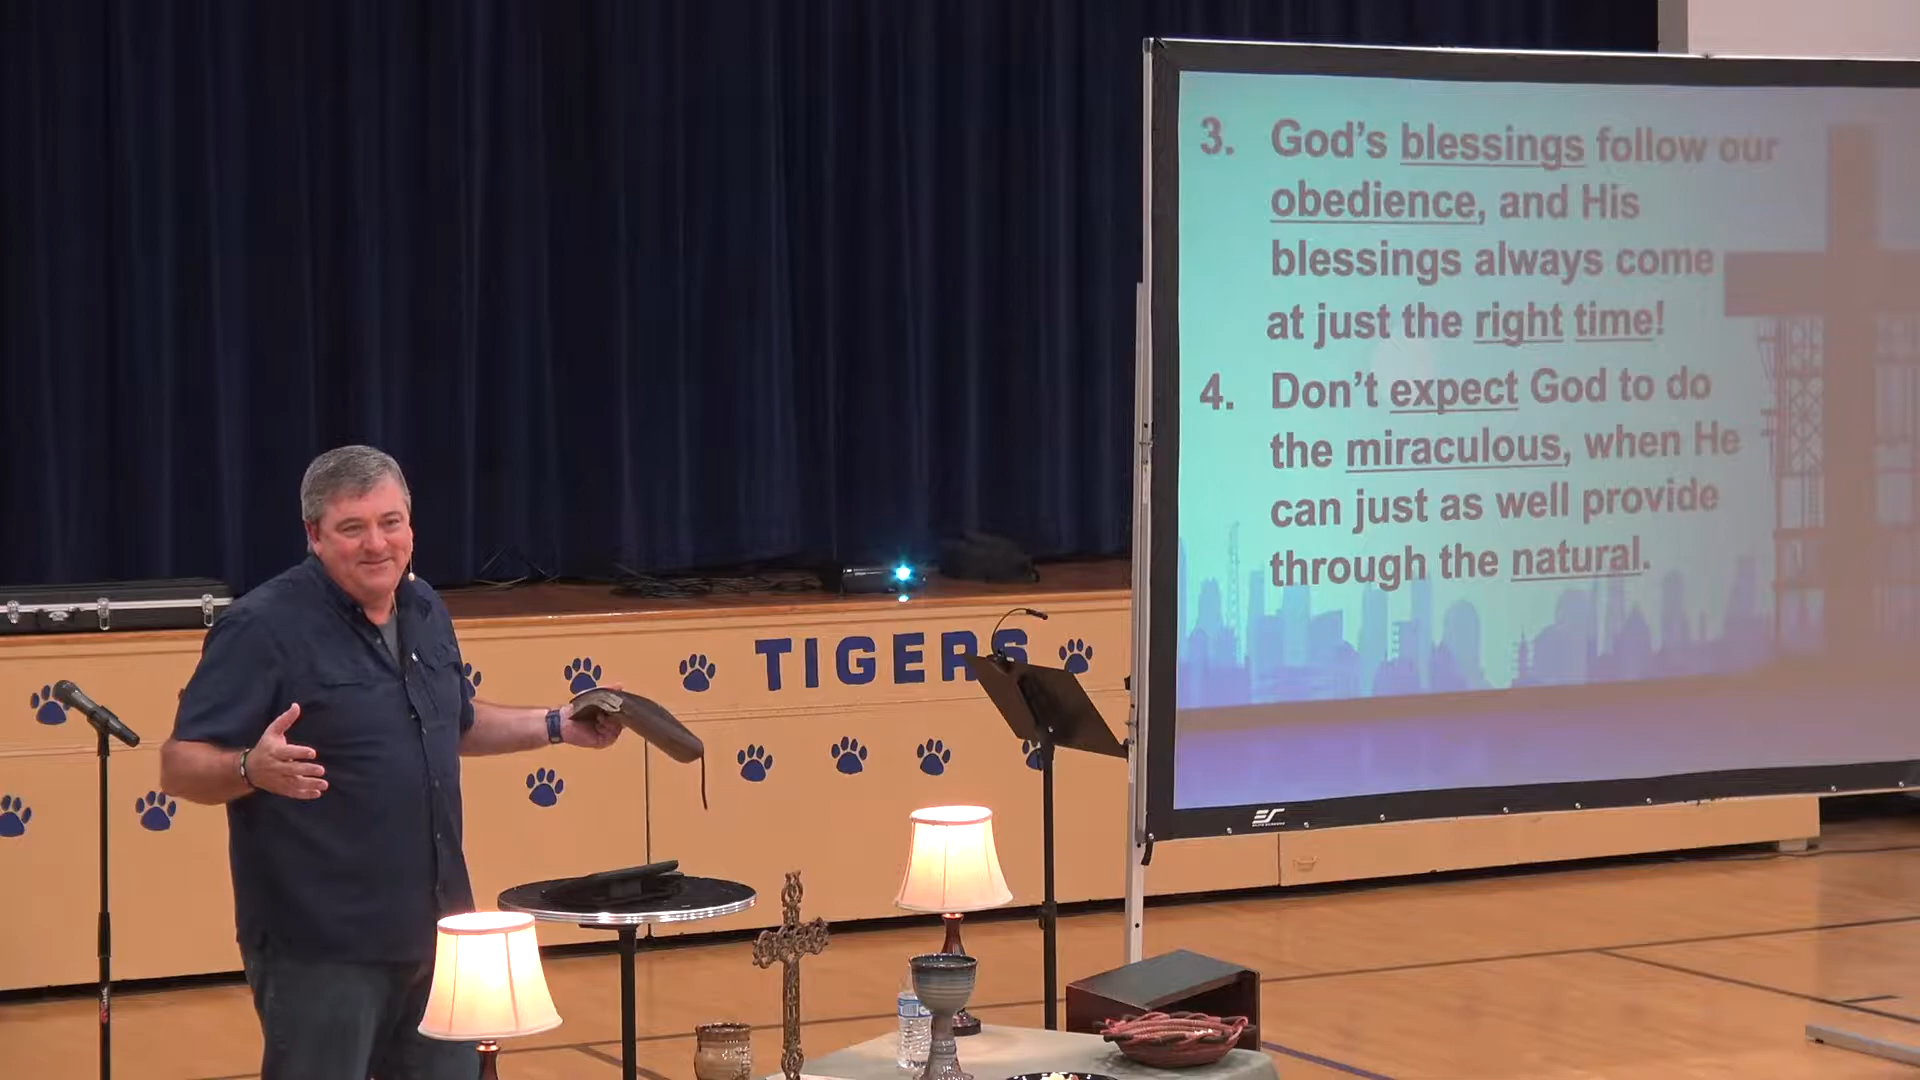 3. God's blessings follow our
obedience, and His
blessings always come
at just the right time!
4. Don't expect God to do
the miraculous, when He
can just as well provide
through the natural.
TIGERS
ES